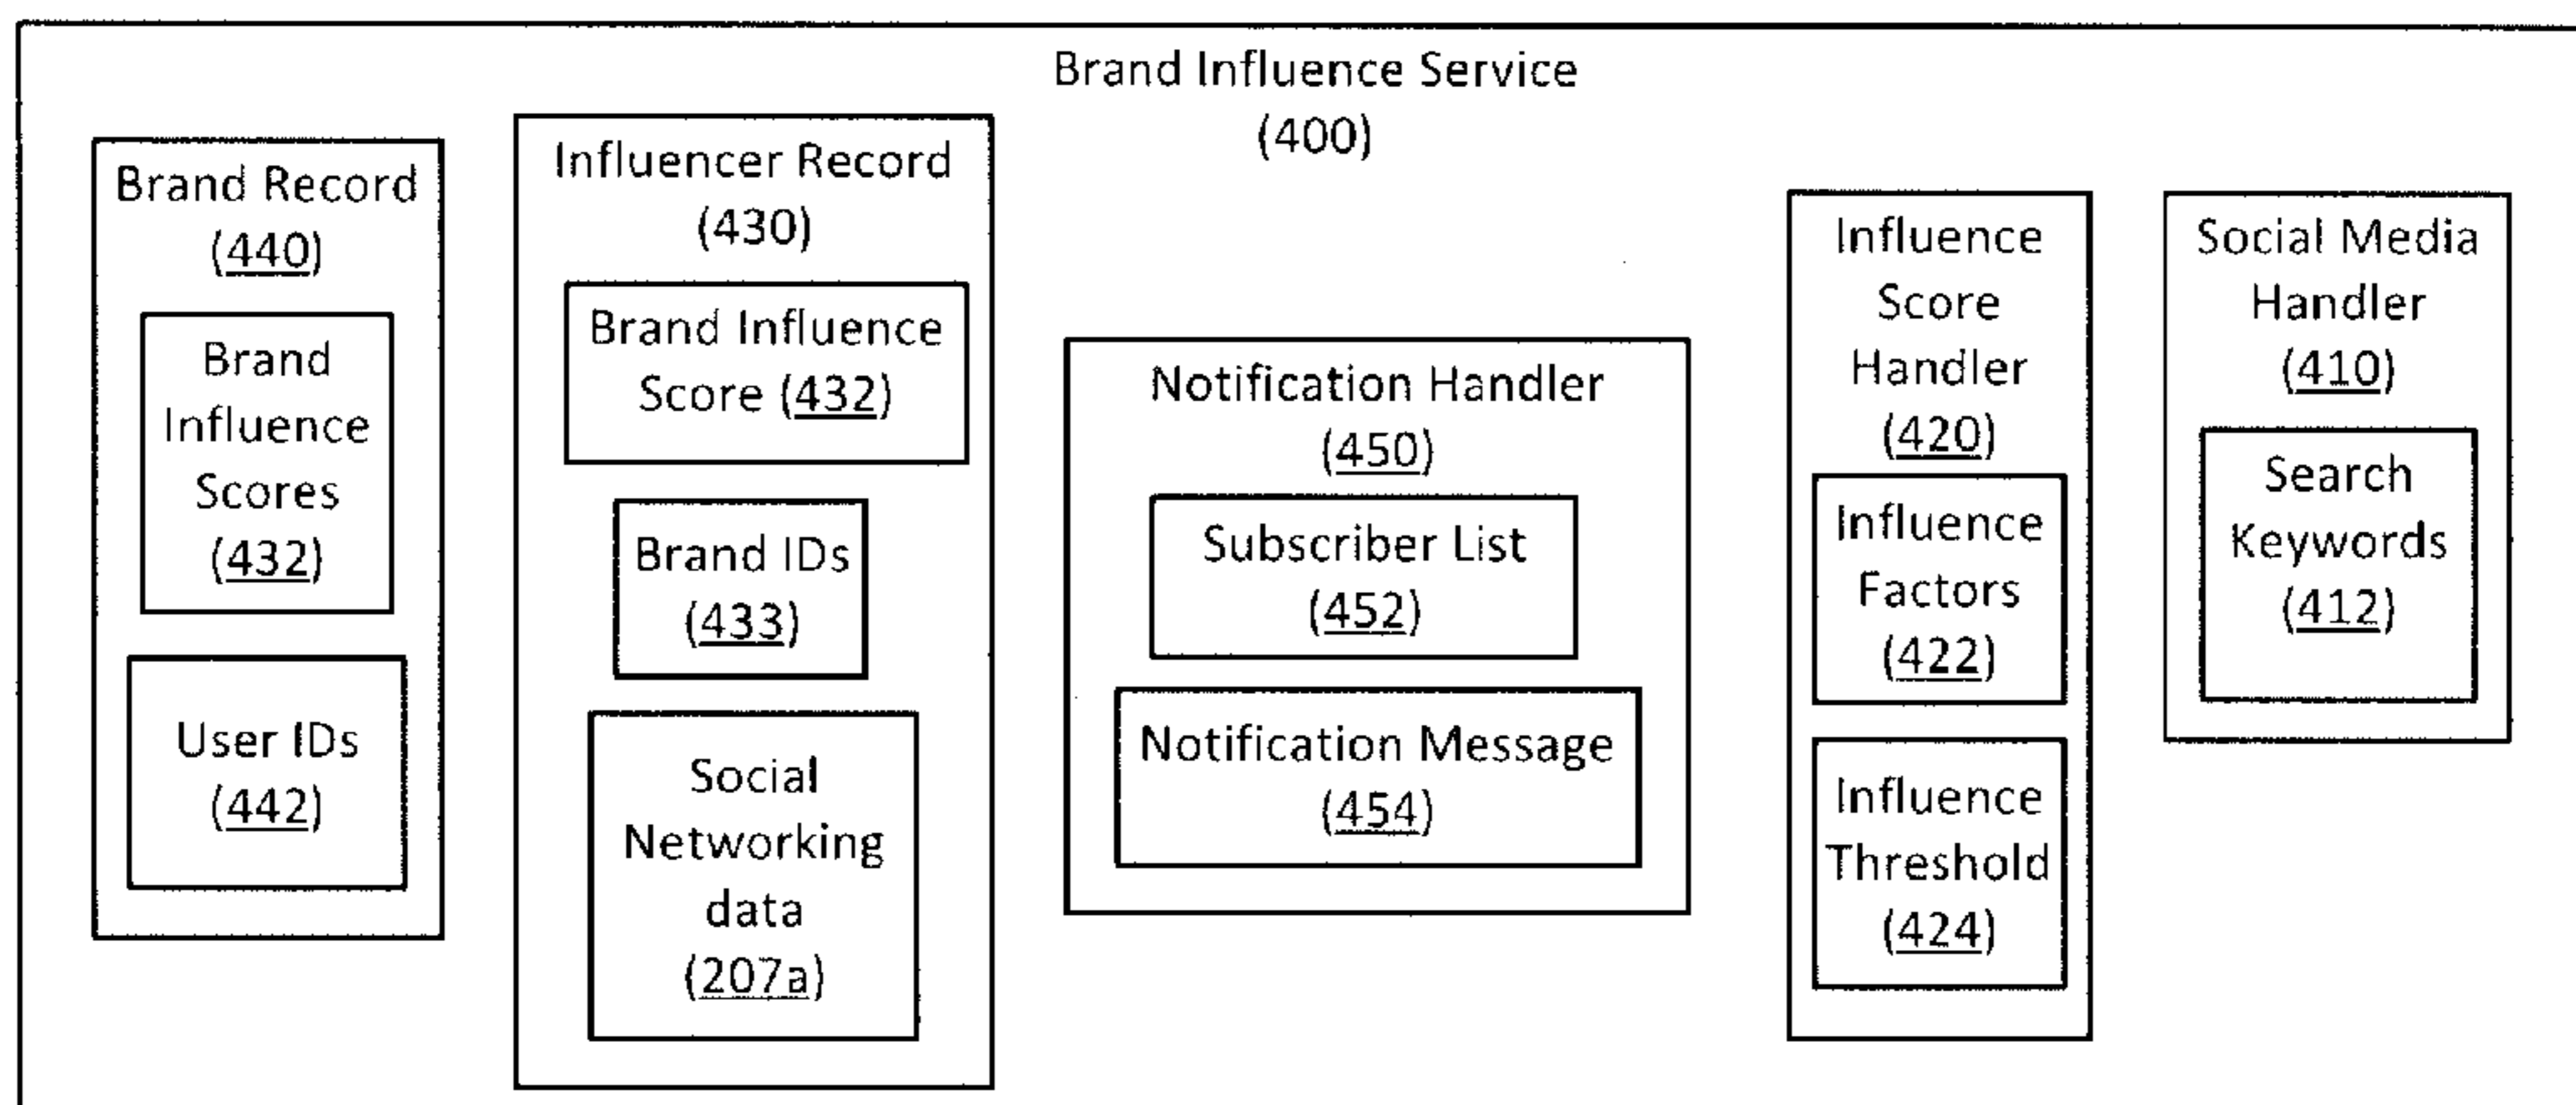 Brand Influence Service
(400)
Brand Record
(440)
Brand
Influence
Scores
(432)
User IDs
(442)
Influencer Record
(430)
Brand Influence
Score (432)
Brand IDs
(433)
Social
Networking
data
(207a)
Notification Handler
(450)
Subscriber List
(452)
Notification Message
(454)
Influence
Score
Handler
(420)
Influence
Factors
(422)
Influence
Threshold
(424)
Social Media
Handler
(410)
Search
Keywords
(412)